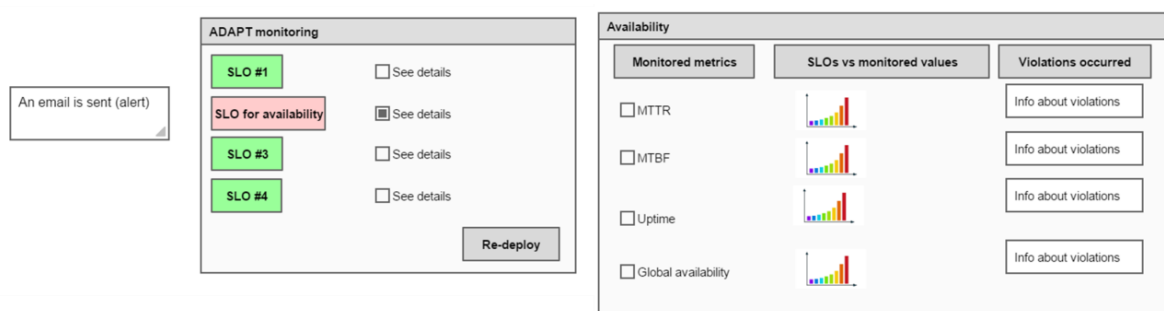 An email is sent (alert)
ADAPT monitoring
SLO #1
See details
SLO for availability
See details
SLO #3
See details
SLO #4
See details
Re-deploy
Availability
Monitored metrics
SLOs vs monitored values
Violations occurred
MTTR
Info about violations
MTBF
Info about violations
Uptime
Info about violations
Global availability
Info about violations